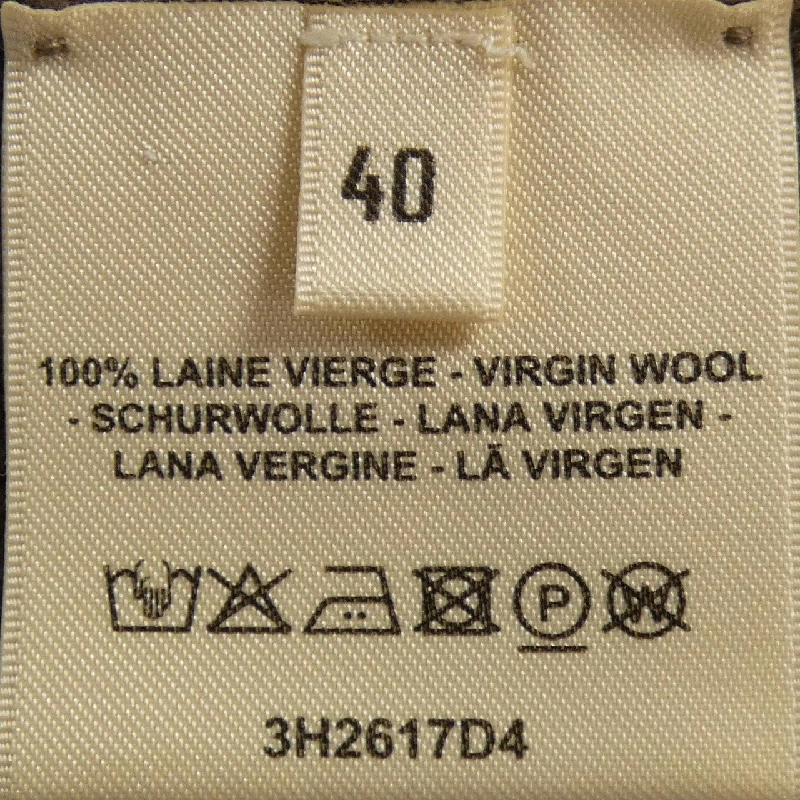 40
100% LAINE VIERGE - VIRGIN WOOL
- SCHURWOLLE - LANA VIRGEN -
LANA VERGINE - LÃ VIRGEN
P W
3H2617D4